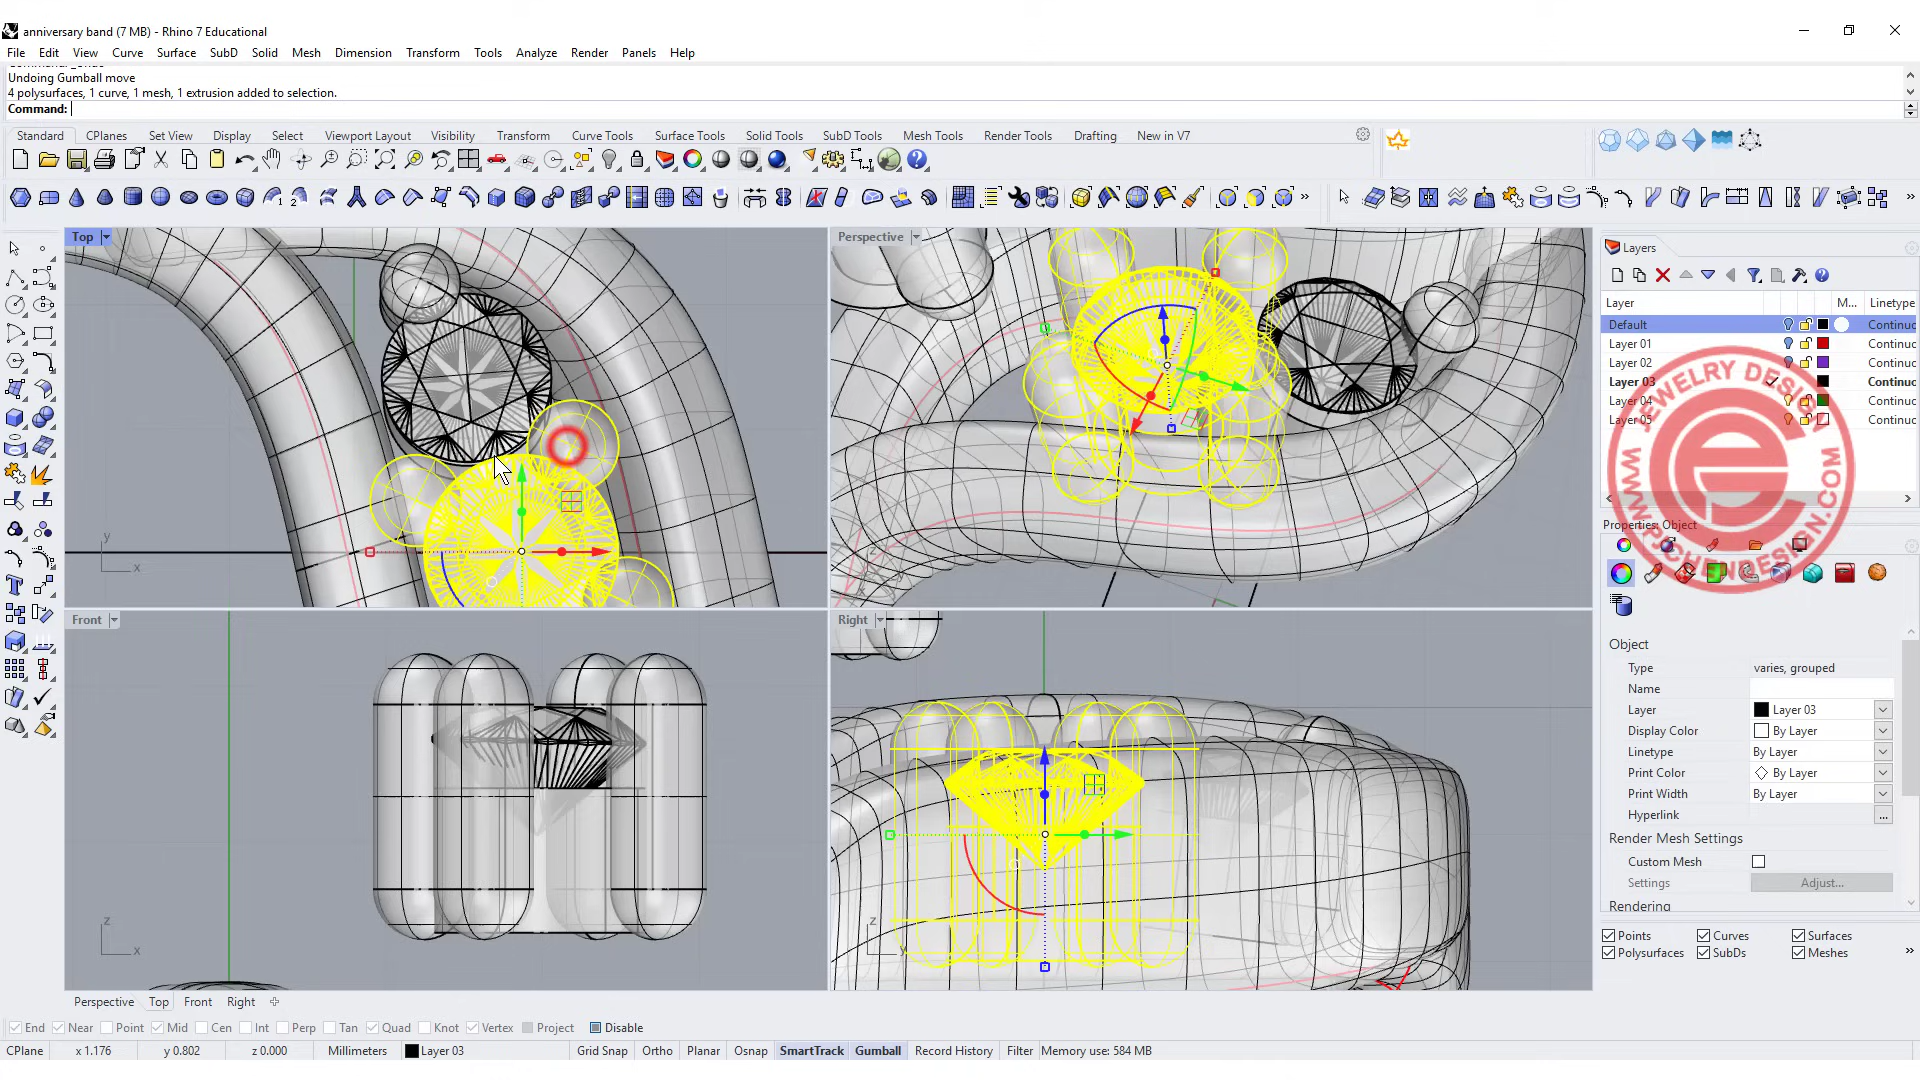 anniversary band (7 MB) - Rhino 7 Educational
File Edit View Curve Surface SubD Solid Mesh Dimension Transform Tools Analyze Render Panels Help
Undoing Gumball move
4 polysurfaces, 1 curve, 1 mesh, 1 extrusion added to selection.
Command:
Standard CPlanes Set View Display Select Viewport Layout Visibility Transform Curve Tools Surface Tools Solid Tools SubD Tools Mesh Tools Render Tools Drafting New in V7
Top
Perspective
Layers
Layer M... Linetype
Default Continuc
Layer 01 Continuc
Layer 02 Continuc
Layer 03 Continuc
Layer 04 Continuc
Layer 05 Continuc
JEWELRY DESIGN
WWW.PJCHENDESIGN.COM
Properties: Object
y
x
z
Front
Right
z
x
z
y
Object
Type varies, grouped
Name
Layer Layer 03
Display Color By Layer
Linetype By Layer
Print Color By Layer
Print Width By Layer
Hyperlink ...
Render Mesh Settings
Custom Mesh
Settings Adjust...
Rendering
Points Curves Surfaces
Polysurfaces SubDs Meshes
Perspective Top Front Right
End Near Point Mid Cen Int Perp Tan Quad Knot Vertex Project Disable
CPlane x 1.176 y 0.802 z 0.000 Millimeters Layer 03 Grid Snap Ortho Planar Osnap SmartTrack Gumball Record History Filter Memory use: 584 MB